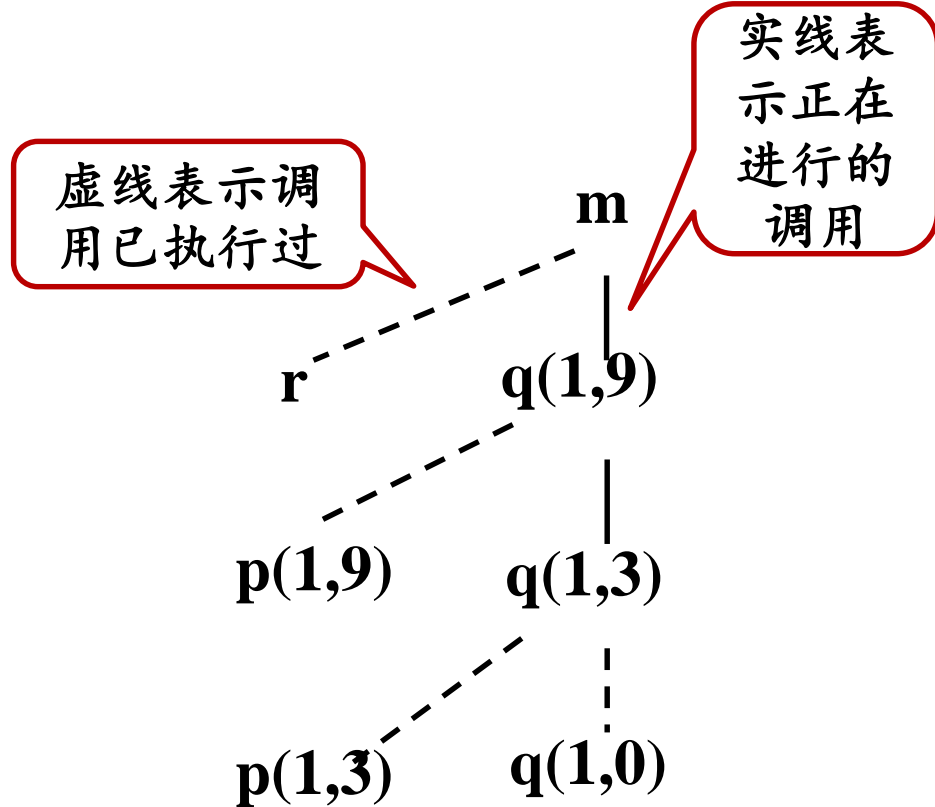 实线表
示正在
进行的
调用
虚线表示调
用已执行过
m
r
q(1,9)
p(1,9)
q(1,3)
p(1,3)
q(1,0)